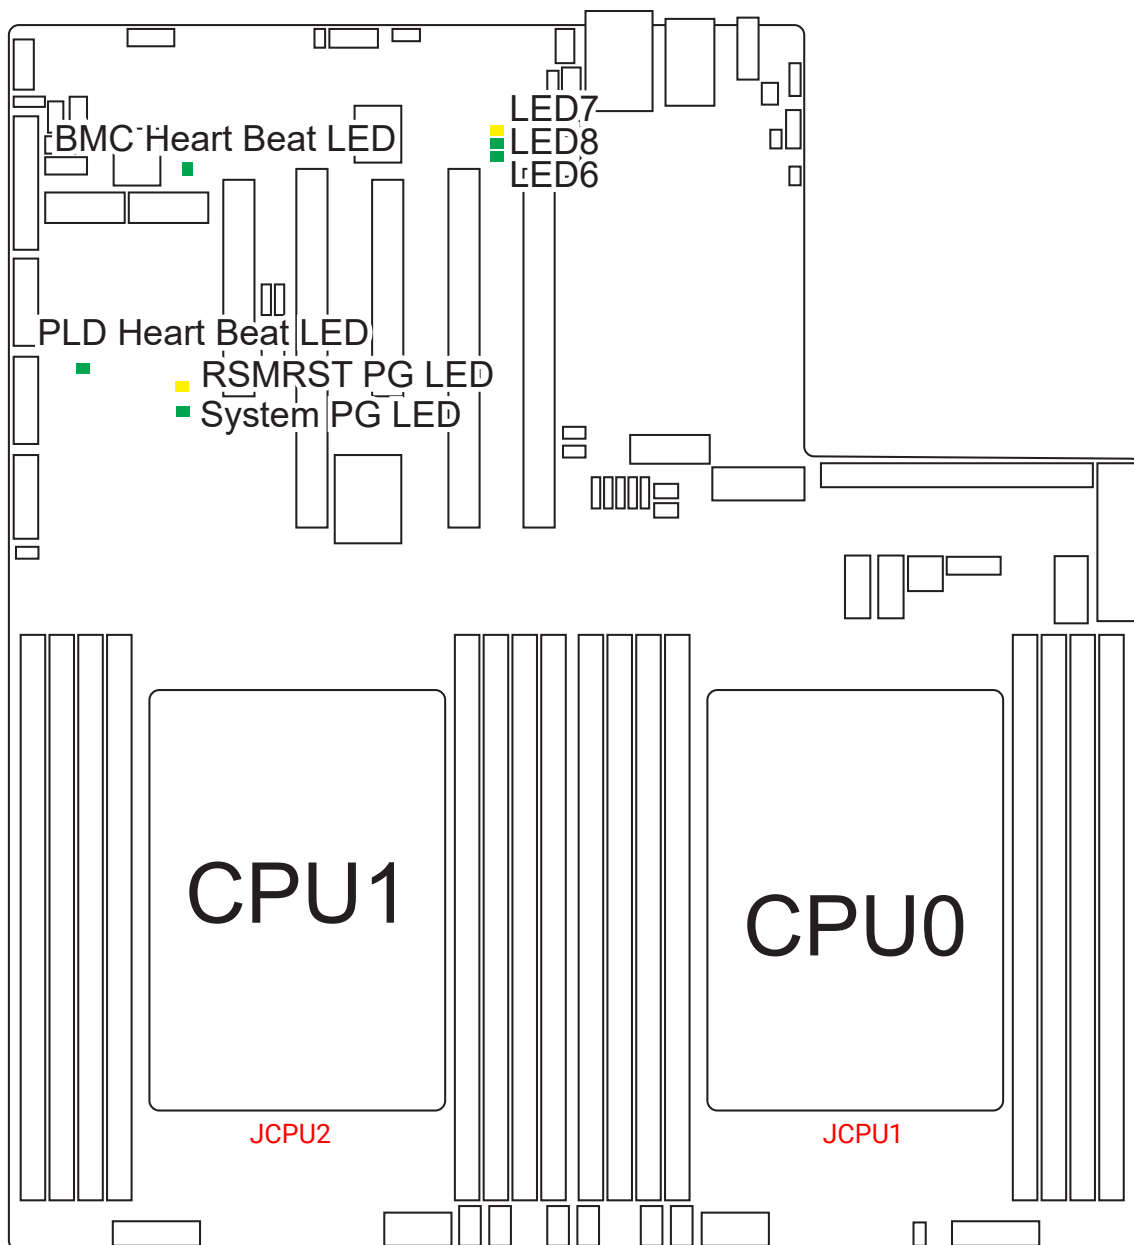 LED7
BMC Heart Beat LED
LED8
LED6
PLD Heart Beat LED
RSMRST PG LED
System PG LED
CPU1
CPU0
JCPU2
JCPU1